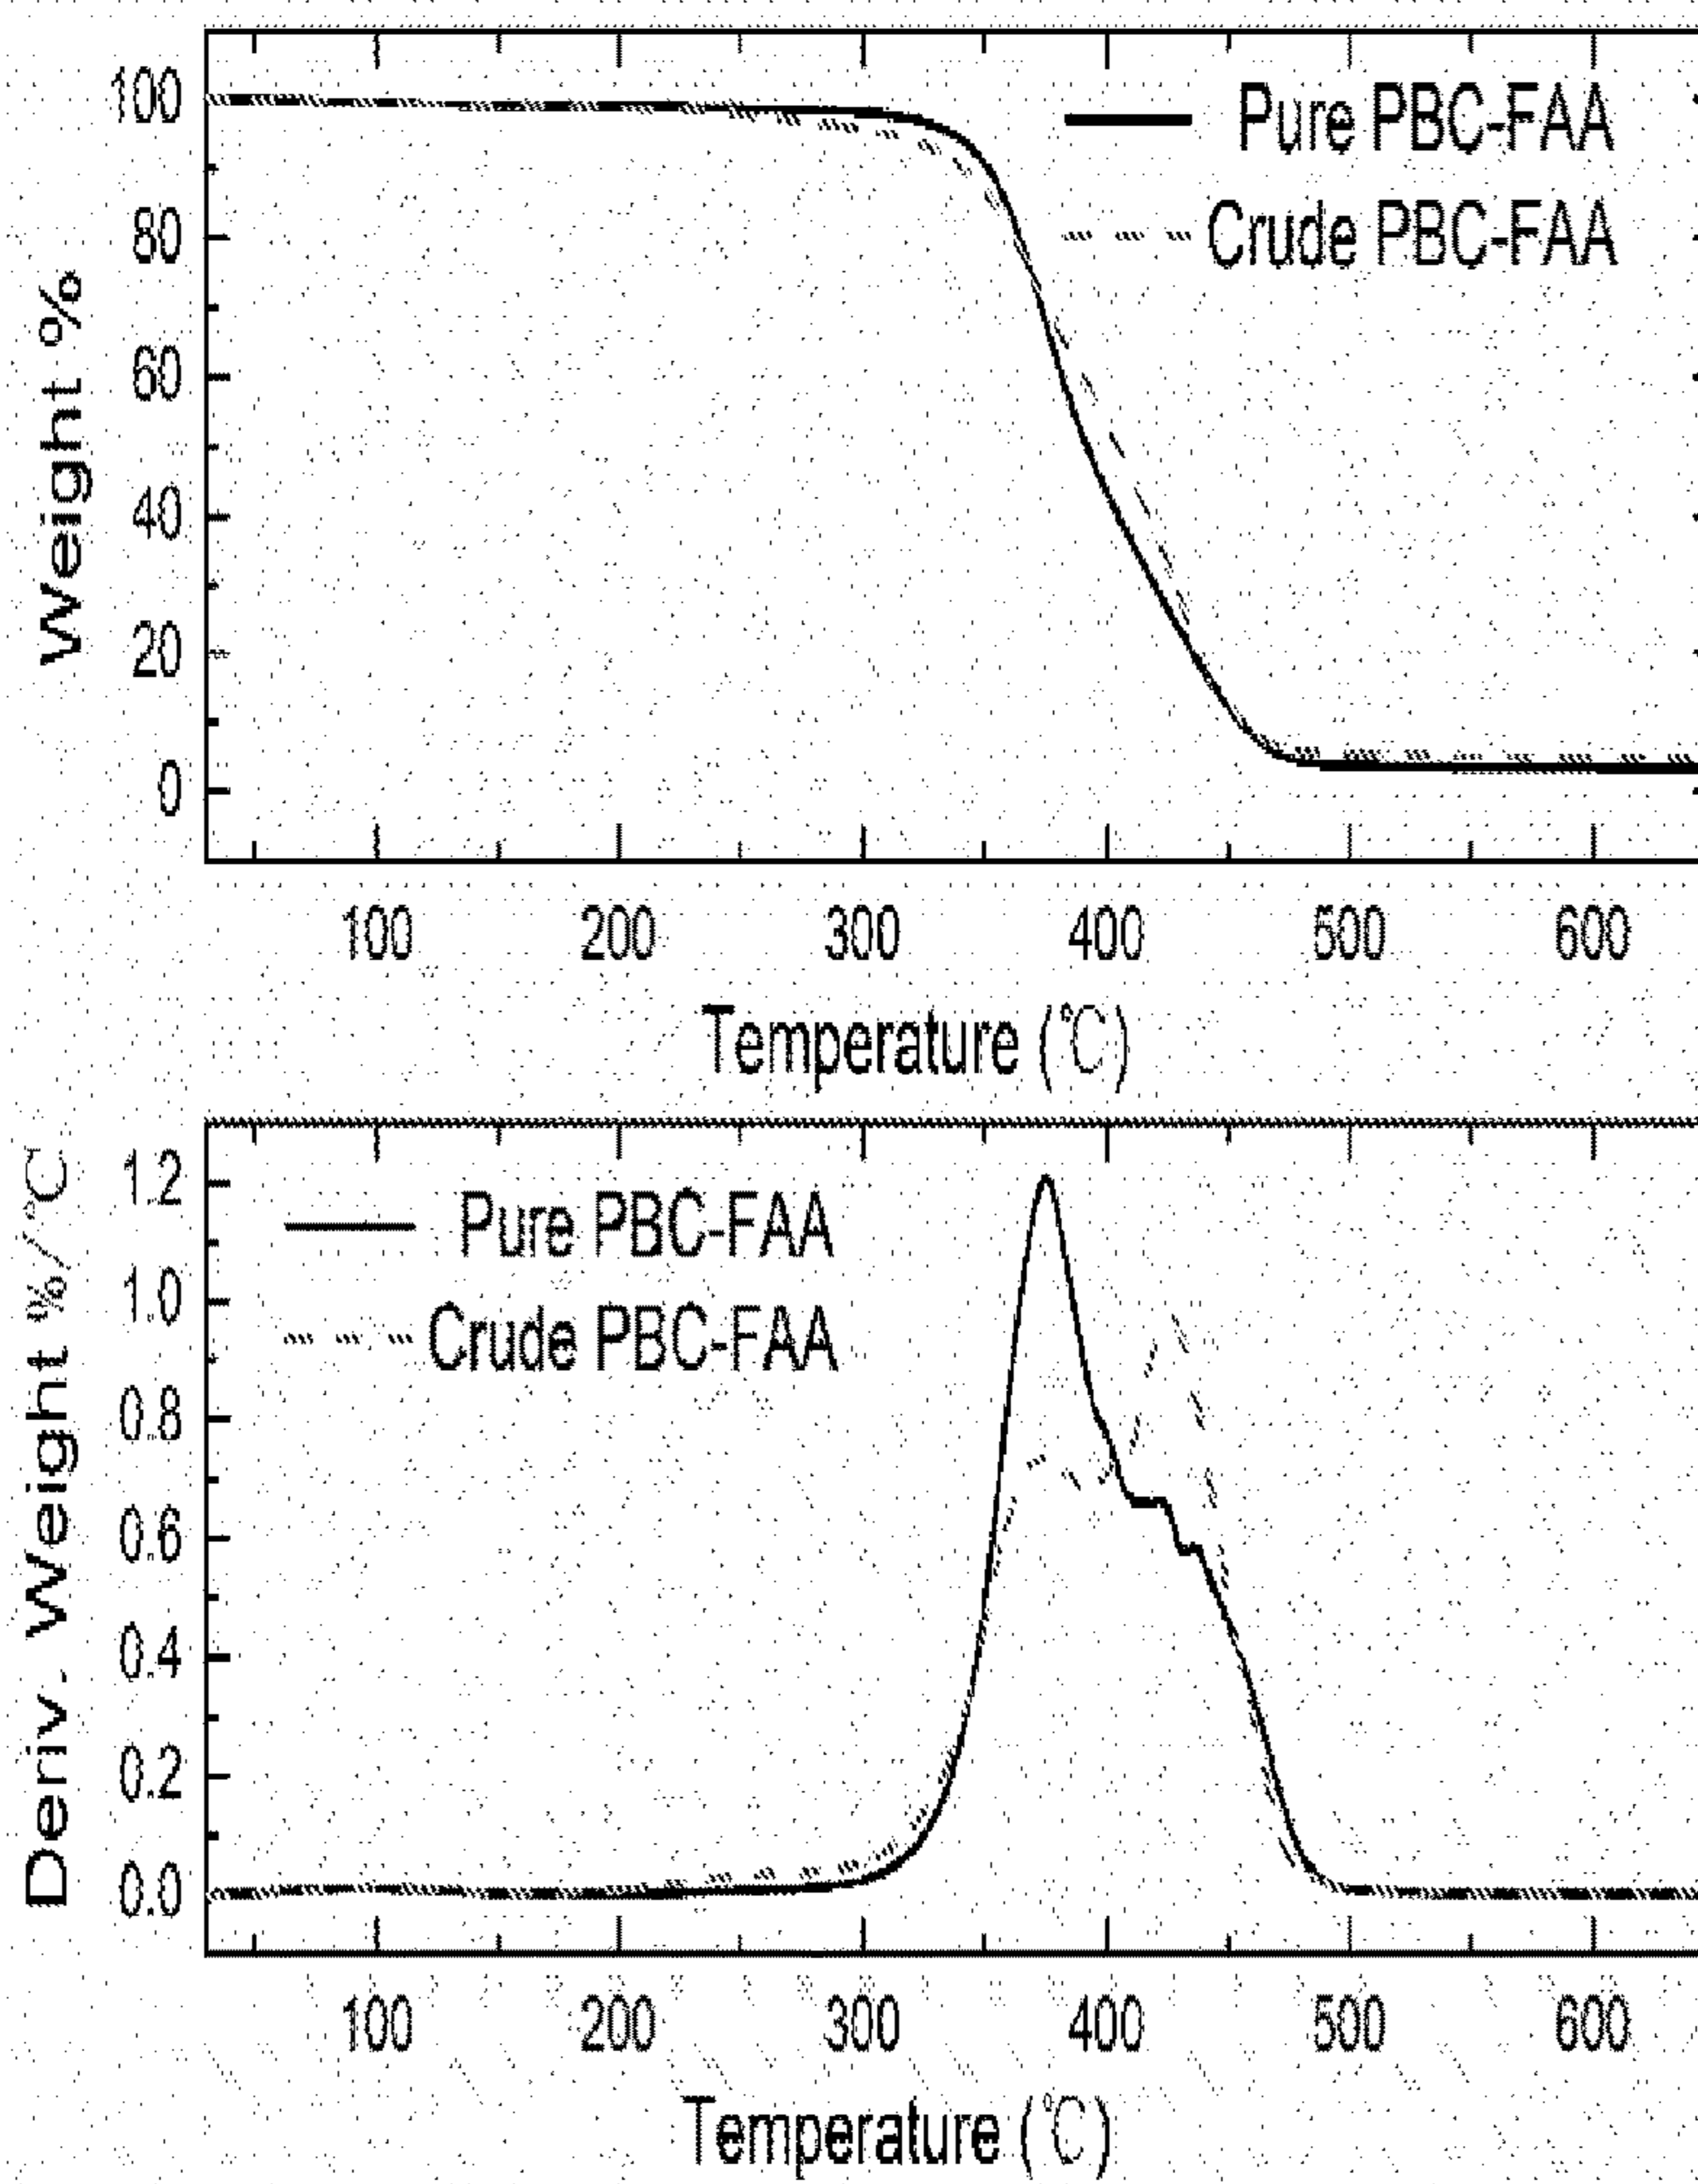 100
80
60
40
20
0
Weight %
Pure PBC-FAA
Crude PBC-FAA
100 200 300 400 500 600
Temperature (℃)
1.2
1.0
0.8
0.6
0.4
0.2
0.0
Deriv. Weight %/℃
Pure PBC-FAA
Crude PBC-FAA
100 200 300 400 500 600
Temperature (℃)